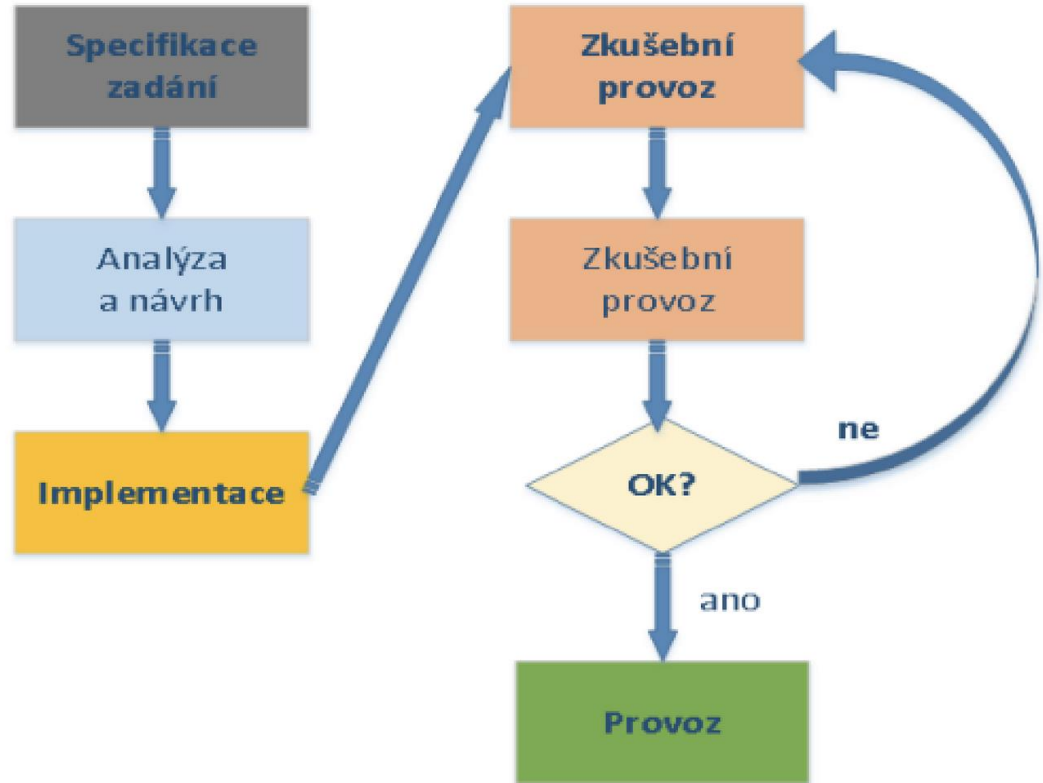 Specifikace
zadání
Analýza
a návrh
Implementace
Zkušební
provoz
Zkušební
provoz
OK?
ne
ano
Provoz